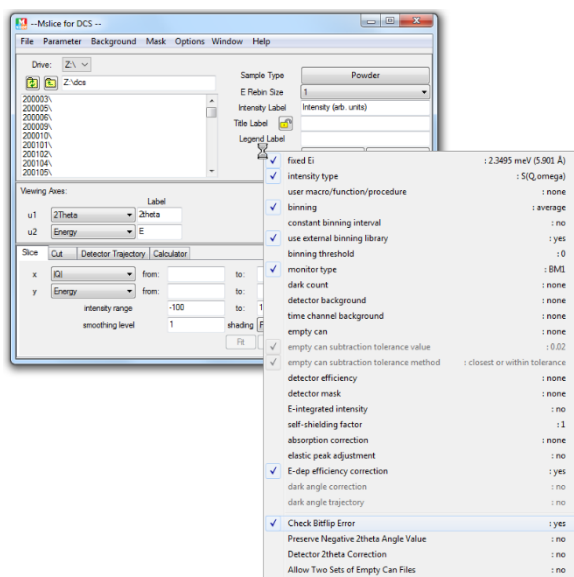 --Mslice for DCS --
File Parameter Background Mask Options Window Help
Drive: Z:\
Z:\dcs
200003\
200005\
200006\
200009\
200010\
200101\
200102\
200104\
200105\
Sample Type Powder
E Rebin Size 1
Intensity Label Intensity (arb. units)
Title Label
Legend Label
Viewing Axes:
Label
u1 2Theta 2theta
u2 Energy E
Slice Cut Detector Trajectory Calculator
x |Q| from: to:
y Energy from: to:
intensity range -100 to: 1
smoothing level 1 shading F
Fit
fixed Ei : 2.3495 meV (5.901 Å)
intensity type : S(Q,omega)
user macro/function/procedure : none
binning : average
constant binning interval : no
use external binning library : yes
binning threshold : 0
monitor type : BM1
dark count : none
detector background : none
time channel background : none
empty can : none
empty can subtraction tolerance value : 0.02
empty can subtraction tolerance method : closest or within tolerance
detector efficiency : none
detector mask : none
E-integrated intensity : no
self-shielding factor : 1
absorption correction : none
elastic peak adjustment : no
E-dep efficiency correction : yes
dark angle correction : no
dark angle trajectory : no
Check Bitflip Error : yes
Preserve Negative 2theta Angle Value : no
Detector 2theta Correction : no
Allow Two Sets of Empty Can Files : no